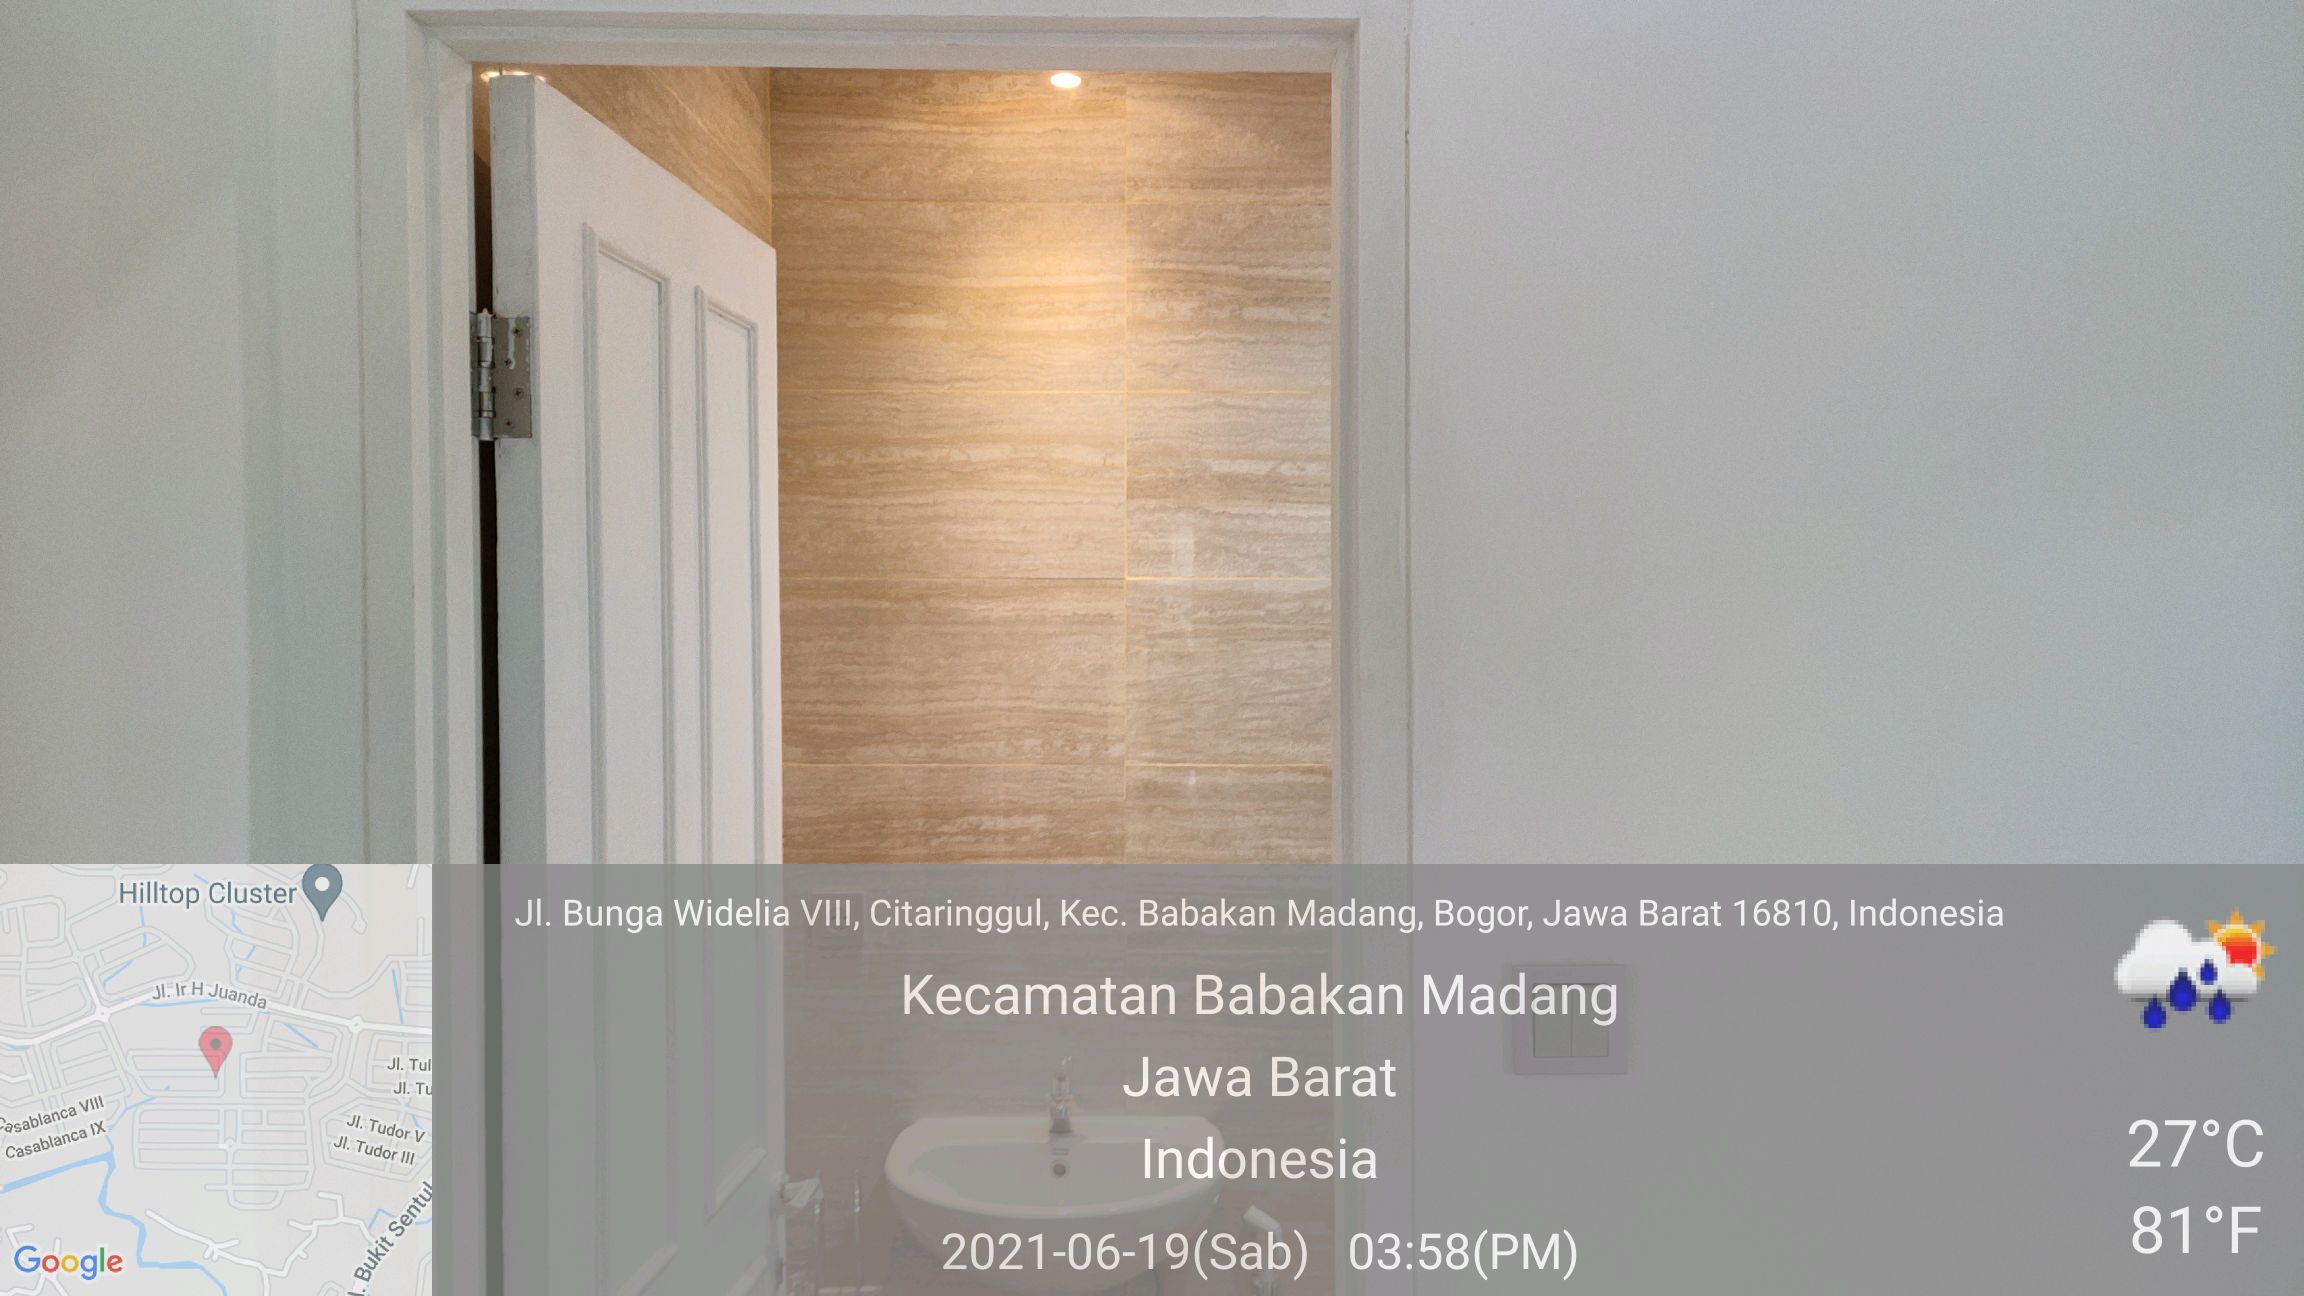 Hilltop Cluster
Jl. Ir H Juanda
Jl. Tul
Jl. Tu
Casablanca VIII
Casablanca IX
Jl. Tudor V
Jl. Tudor III
Bukit Sentul
Google
Jl. Bunga Widelia VIII, Citaringgul, Kec. Babakan Madang, Bogor, Jawa Barat 16810, Indonesia
Kecamatan Babakan Madang
Jawa Barat
Indonesia
2021-06-19(Sab) 03:58(PM)
27°C
81°F